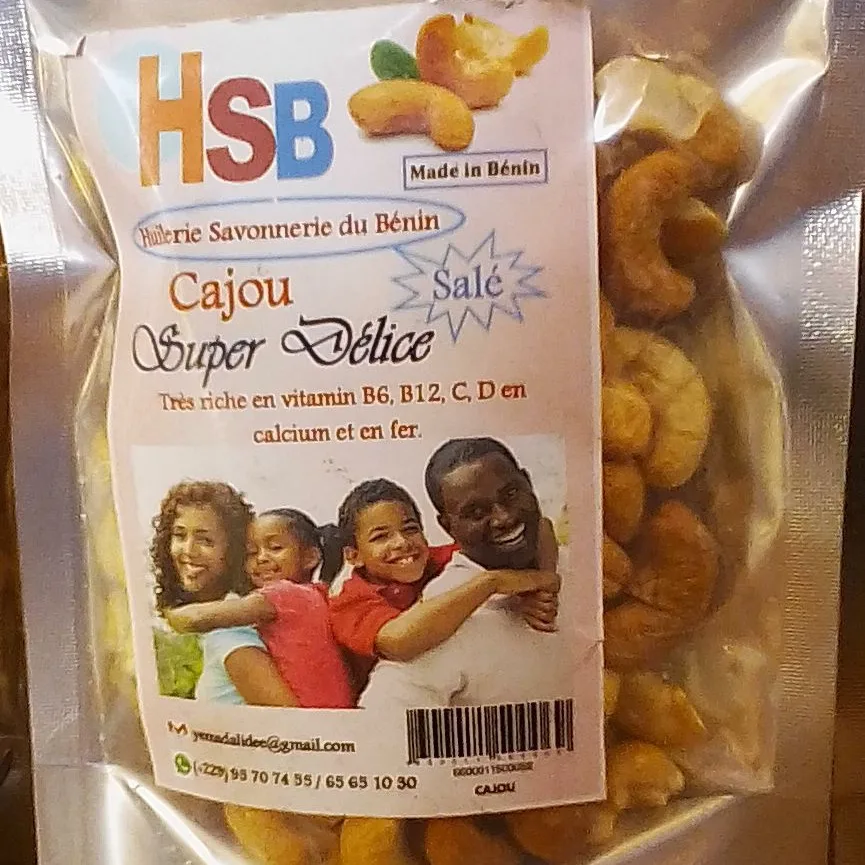 HSB
Made in Bénin
Huilerie Savonnerie du Bénin
Cajou
Salé
Super Délice
Très riche en vitamin B6, B12, C, D en
calcium et en fer.
yenadalidee@gmail.com
(+229) 95 70 74 55 / 65 65 10 30
CAJOU